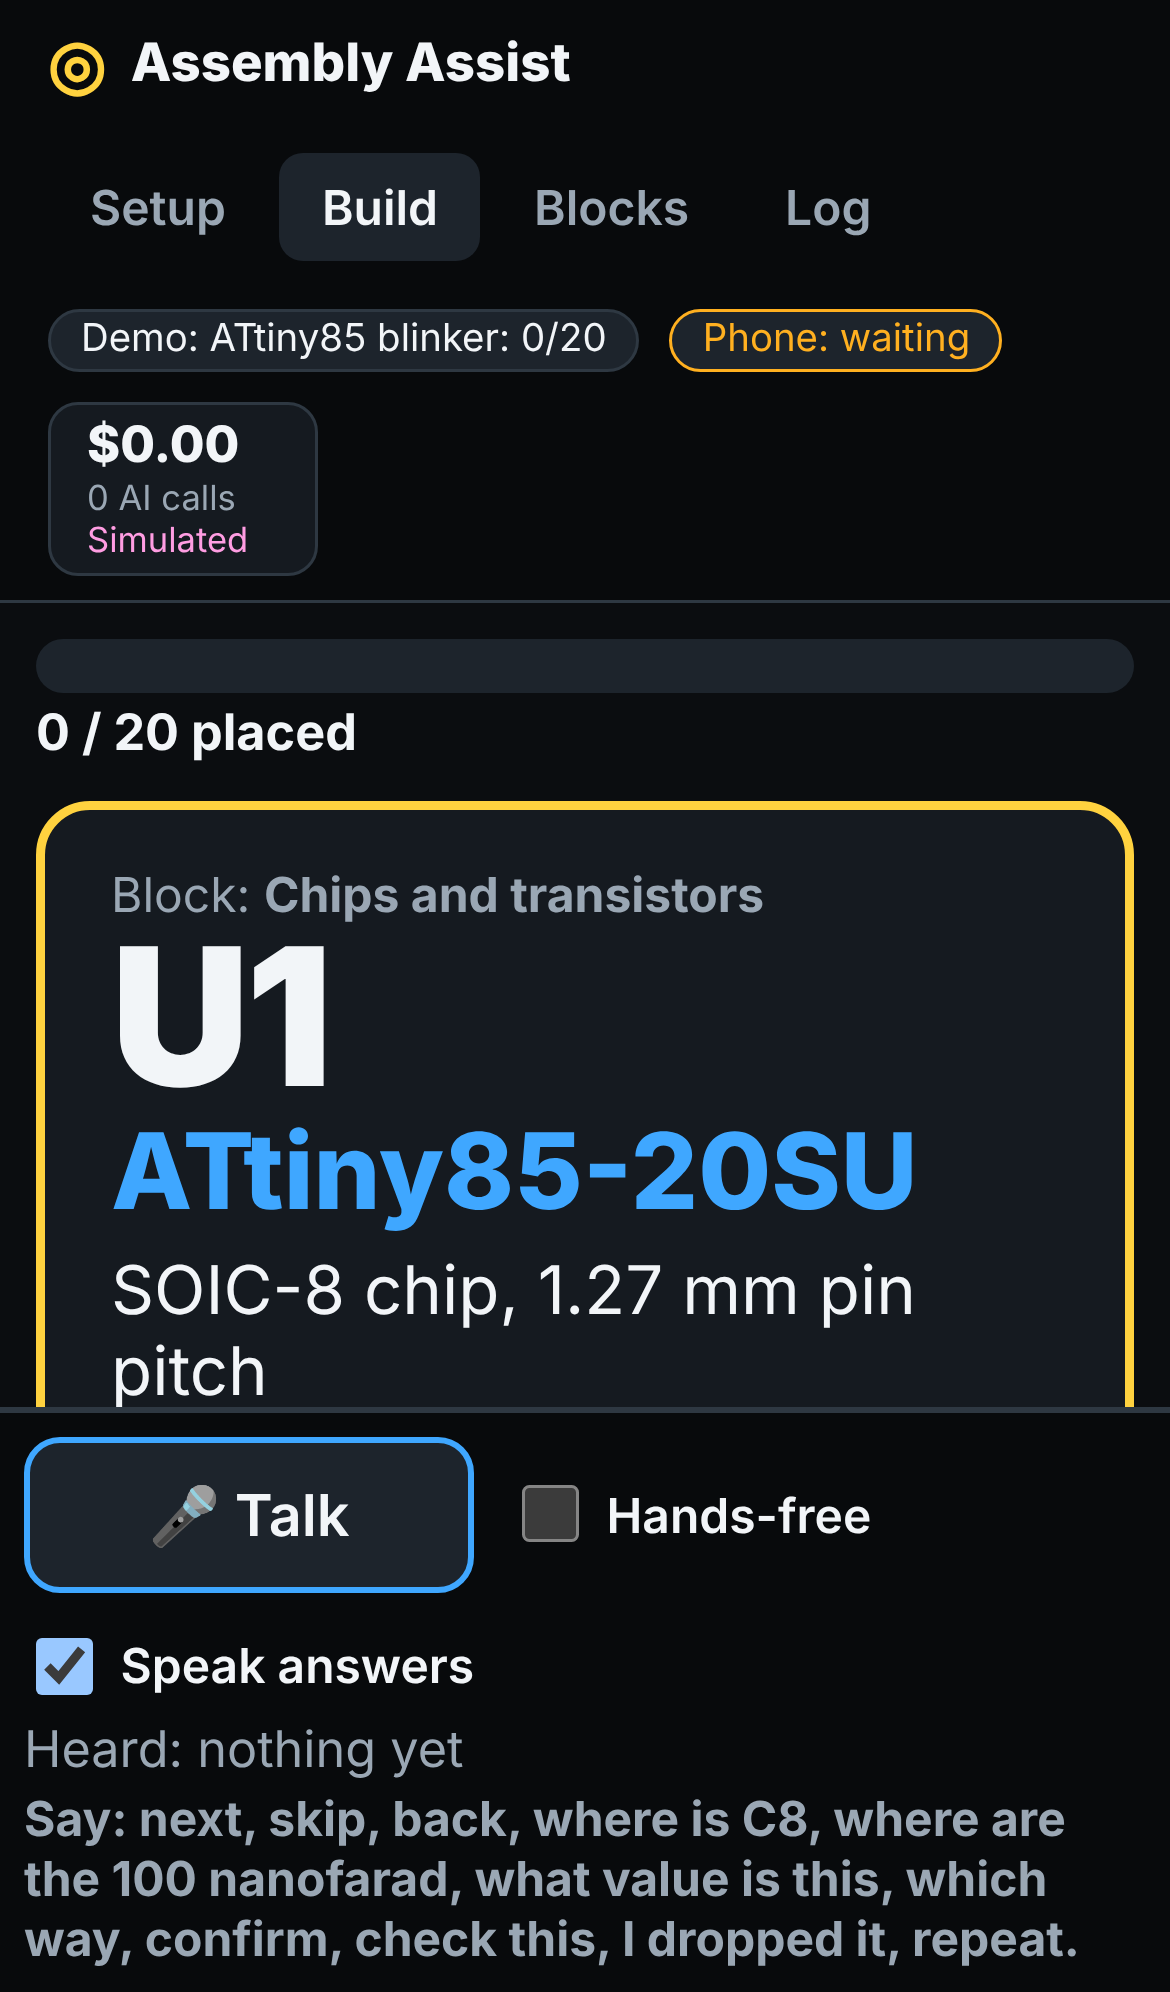 Assembly Assist
Setup Build Blocks Log
Demo: ATtiny85 blinker: 0/20 Phone: waiting
$0.00
0 AI calls
Simulated
0 / 20 placed
Block: Chips and transistors
U1
ATtiny85-20SU
SOIC-8 chip, 1.27 mm pin
pitch
Talk Hands-free
Speak answers
Heard: nothing yet
Say: next, skip, back, where is C8, where are
the 100 nanofarad, what value is this, which
way, confirm, check this, I dropped it, repeat.